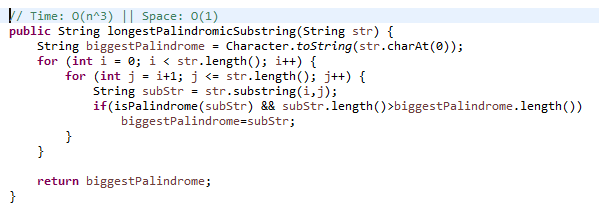 // Time: O(n^3) || Space: O(1)
public String longestPalindromicSubstring(String str) {
    String biggestPalindrome = Character.toString(str.charAt(0));
    for (int i = 0; i < str.length(); i++) {
        for (int j = i+1; j <= str.length(); j++) {
            String subStr = str.substring(i,j);
            if(isPalindrome(subStr) && subStr.length()>biggestPalindrome.length())
                biggestPalindrome=subStr;
        }
    }

    return biggestPalindrome;
}